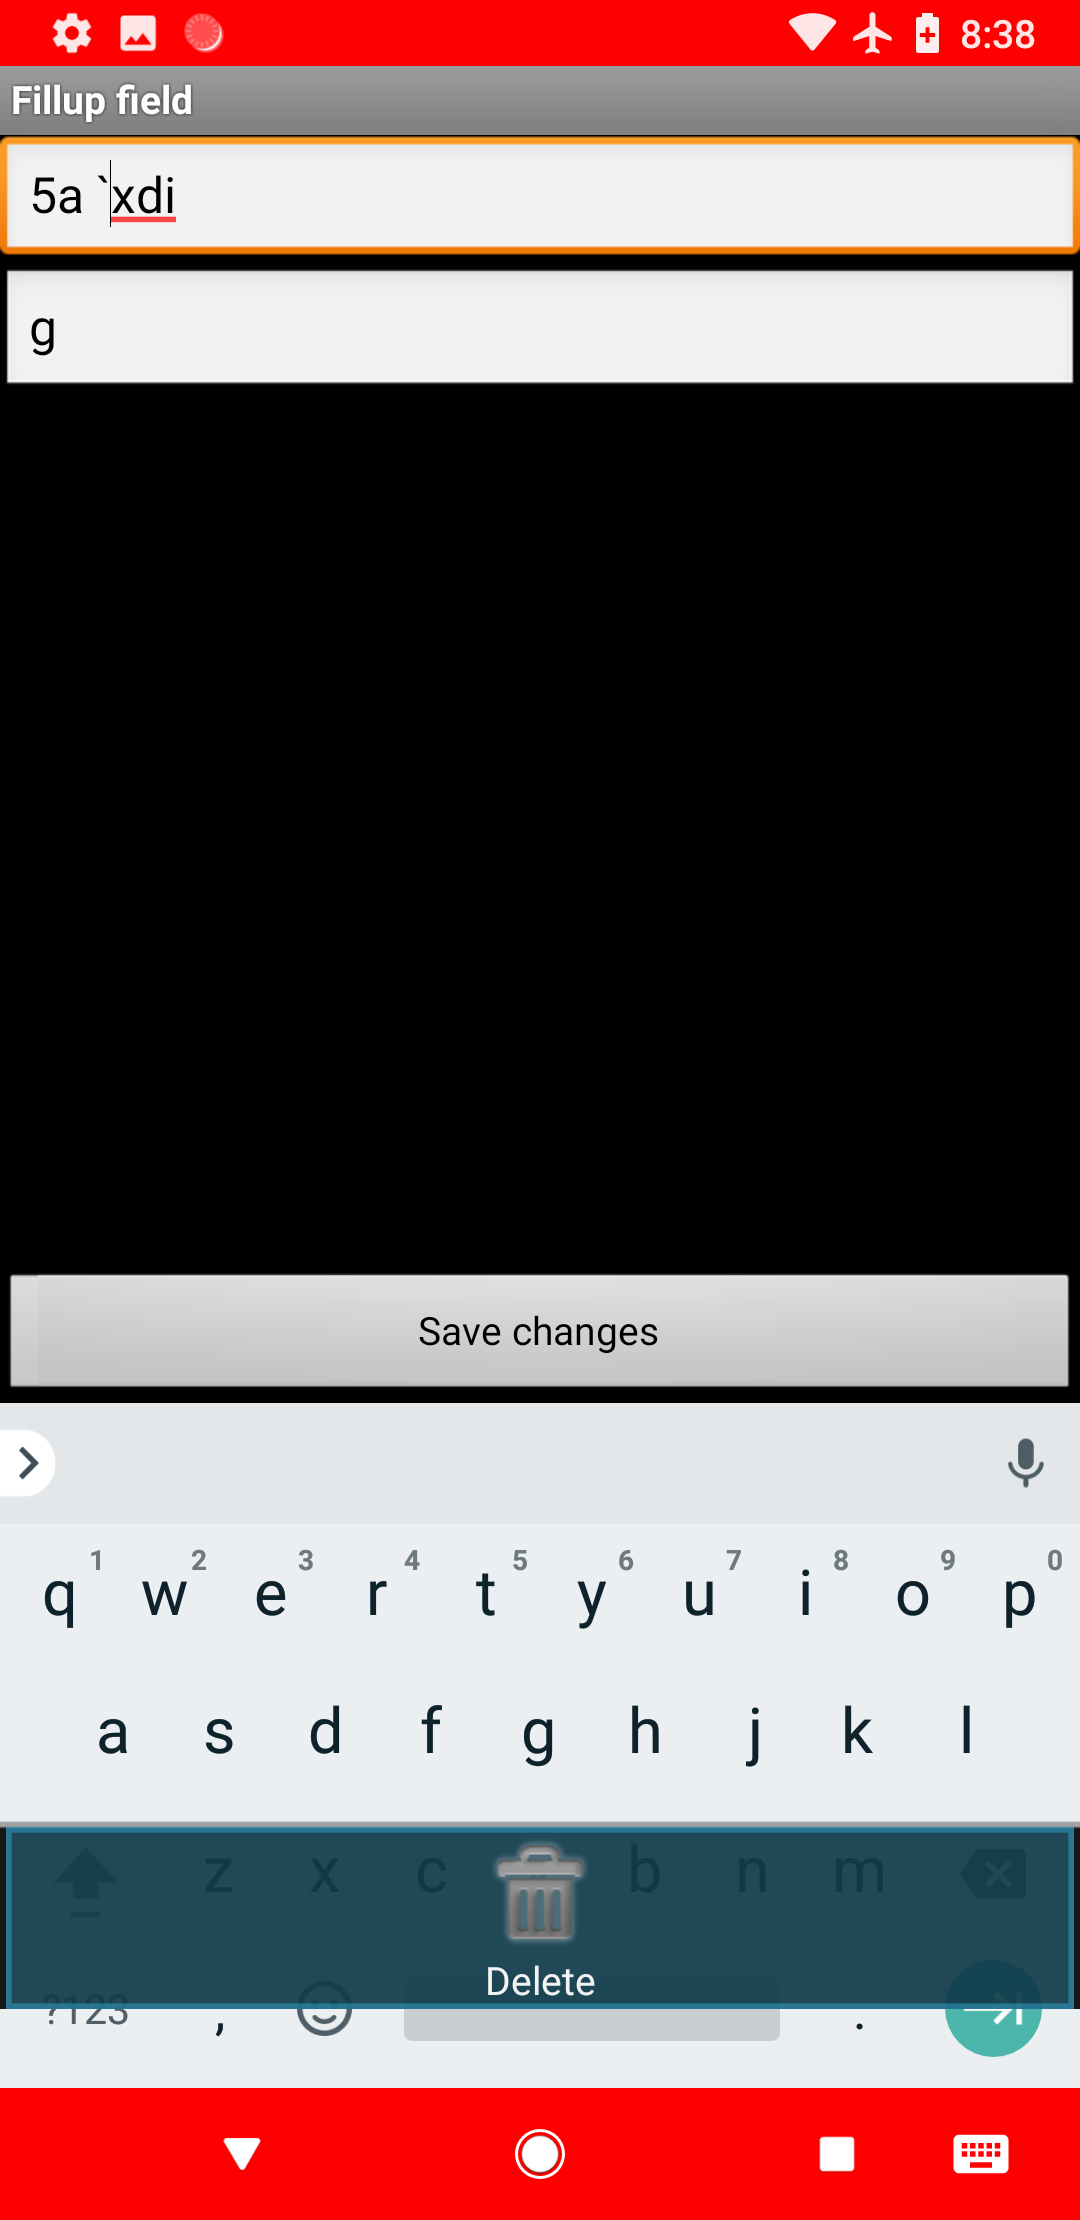 8:38
Fillup field
5a `xdi
g
Save changes
1 2 3 4 5 6 7 8 9 0
q w e r t y u i o p
a s d f g h j k l
z x c b n m
Delete
?123 , .